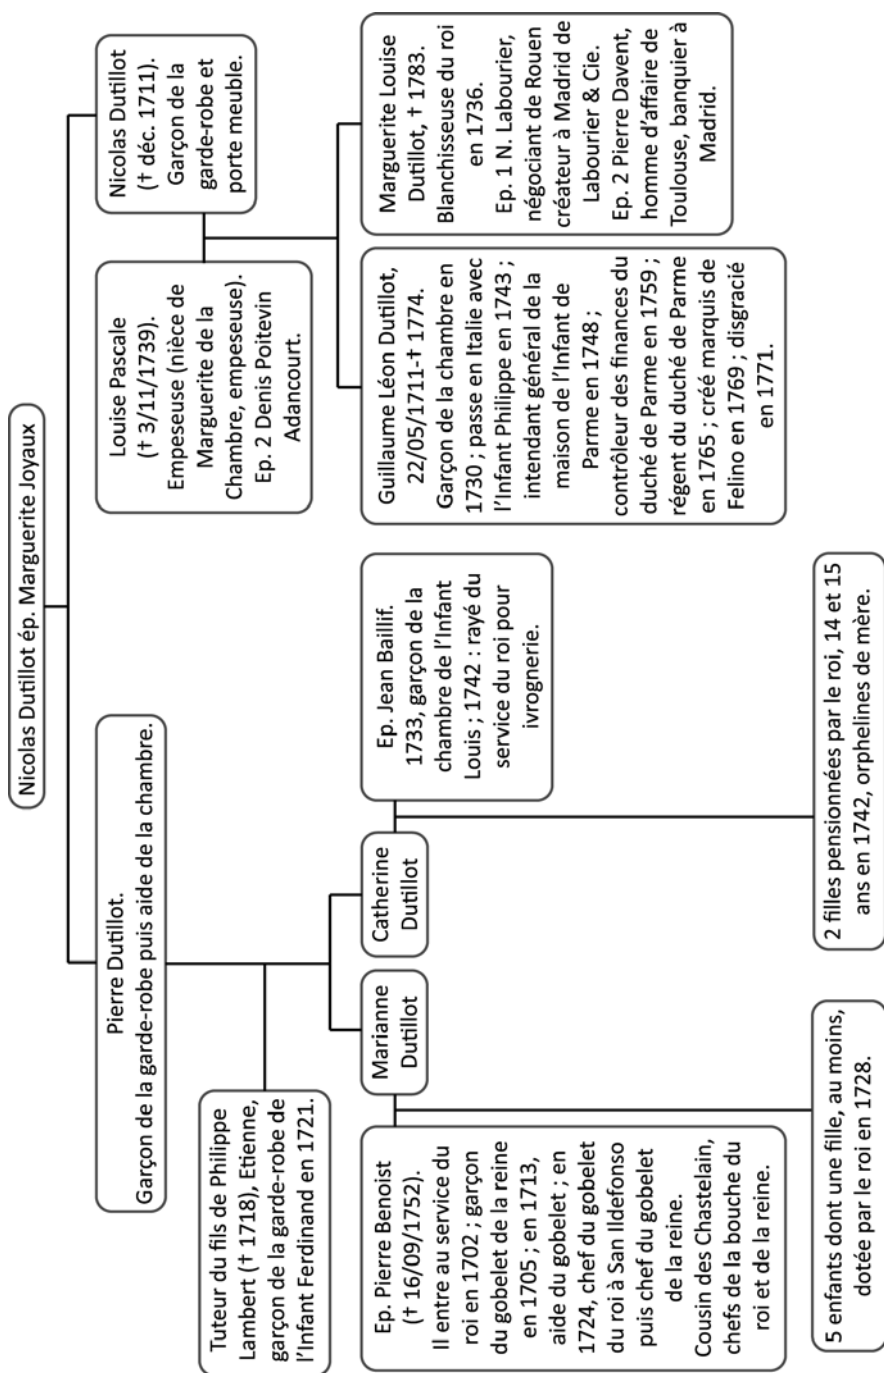 Nicolas Dutillot ép. Marguerite Joyaux
Pierre Dutillot.
Garçon de la garde-robe puis aide de la chambre.
Tuteur du fils de Philippe
Lambert († 1718), Etienne,
garçon de la garde-robe de
l’Infant Ferdinand en 1721.
Marianne
Dutillot
Catherine
Dutillot
Ep. Pierre Benoist
(† 16/09/1752).
Il entre au service du
roi en 1702 ; garçon
du gobelet de la reine
en 1705 ; en 1713,
aide du gobelet ; en
1724, chef du gobelet
du roi à San Ildefonso
puis chef du gobelet
de la reine.
Cousin des Chastelain,
chefs de la bouche du
roi et de la reine.
Ep. Jean Baillif.
1733, garçon de la
chambre de l’Infant
Louis ; 1742 : rayé du
service du roi pour
ivrognerie.
5 enfants dont une fille, au moins,
dotée par le roi en 1728.
2 filles pensionnées par le roi, 14 et 15
ans en 1742, orphelines de mère.
Louise Pascale
(† 3/11/1739).
Empeseuse (nièce de
Marguerite de la
Chambre, empeseuse).
Ep. 2 Denis Poitevin
Adancourt.
Nicolas Dutillot
(† déc. 1711).
Garçon de la
garde-robe et
porte meuble.
Guillaume Léon Dutillot,
22/05/1711-† 1774.
Garçon de la chambre en
1730 ; passe en Italie avec
l’Infant Philippe en 1743 ;
intendant général de la
maison de l’Infant de
Parme en 1748 ;
contrôleur des finances du
duché de Parme en 1759 ;
régent du duché de Parme
en 1765 ; créé marquis de
Felino en 1769 ; disgracié
en 1771.
Marguerite Louise
Dutillot, † 1783.
Blanchisseuse du roi
en 1736.
Ep. 1 N. Labourier,
négociant de Rouen
créateur à Madrid de
Labourier & Cie.
Ep. 2 Pierre Davent,
homme d’affaire de
Toulouse, banquier à
Madrid.